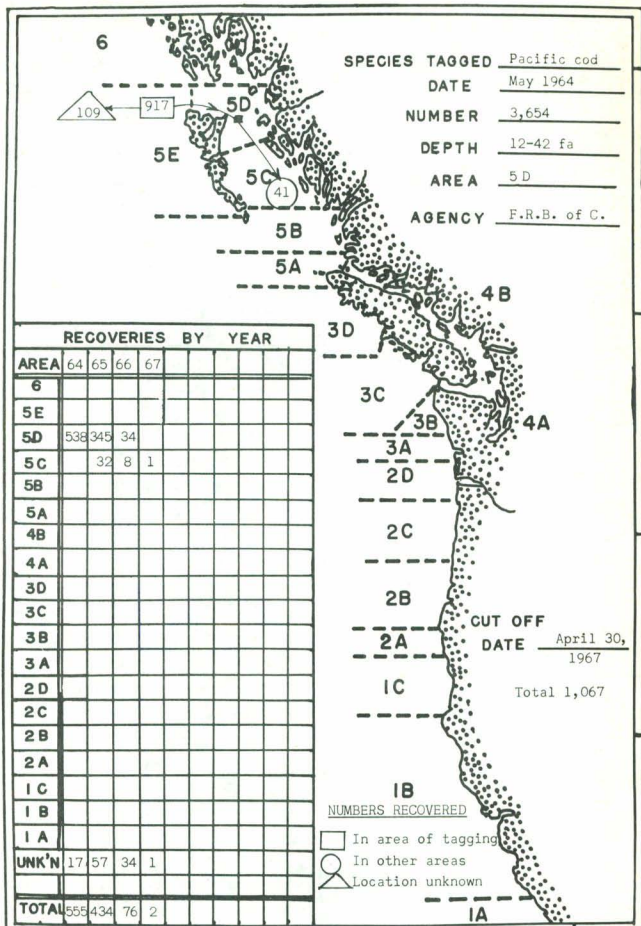 6
SPECIES TAGGED Pacific cod
DATE May 1964
109 917 5D
NUMBER 3,654
5E
DEPTH 12-42 fa
5C
41
AREA 5D
5B
AGENCY F.R.B. of C.
5A
4B
3D
RECOVERIES BY YEAR
AREA 64 65 66 67
6
5E
5D 538 345 34
5C 32 8 1
5B
5A
4B
4A
3D
3C
3B
3A
2D
2C
2B
2A
1C
1B
1A
UNK'N 17 57 34 1
TOTAL 555 434 76 2
3C
3B
4A
3A
2D
2C
2B
CUT OFF
DATE April 30,
1967
2A
1C
Total 1,067
1B
NUMBERS RECOVERED
In area of tagging
In other areas
Location unknown
1A